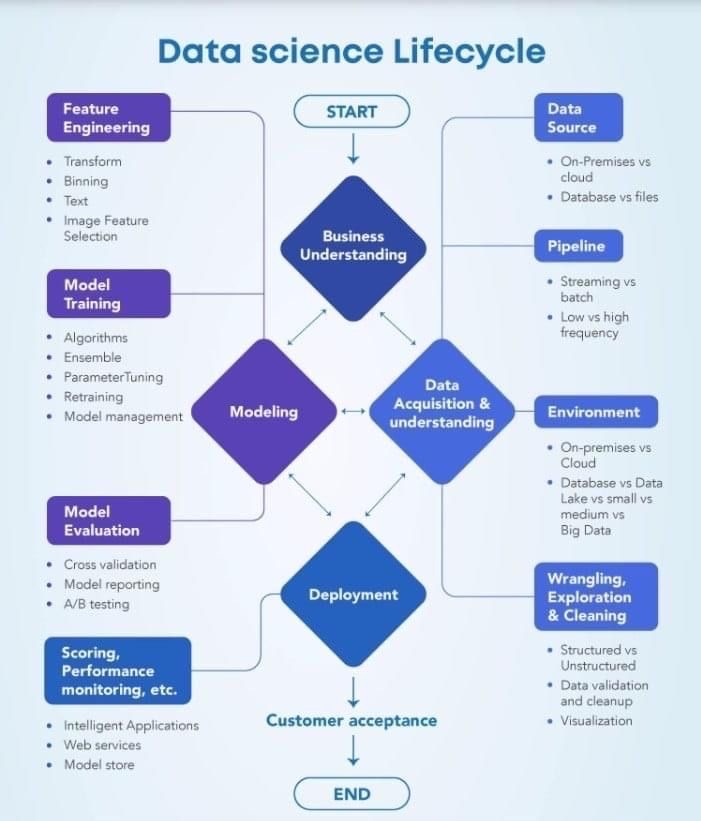 Data science Lifecycle
START
Business
Understanding
Modeling
Data
Acquisition &
understanding
Deployment
Customer acceptance
END
Feature
Engineering
• Transform
• Binning
• Text
• Image Feature
Selection
Model
Training
• Algorithms
• Ensemble
• ParameterTuning
• Retraining
• Model management
Model
Evaluation
• Cross validation
• Model reporting
• A/B testing
Scoring,
Performance
monitoring, etc.
• Intelligent Applications
• Web services
• Model store
Data
Source
• On-Premises vs
cloud
• Database vs files
Pipeline
• Streaming vs
batch
• Low vs high
frequency
Environment
• On-premises vs
Cloud
• Database vs Data
Lake vs small vs
medium vs
Big Data
Wrangling,
Exploration
& Cleaning
• Structured vs
Unstructured
• Data validation
and cleanup
• Visualization